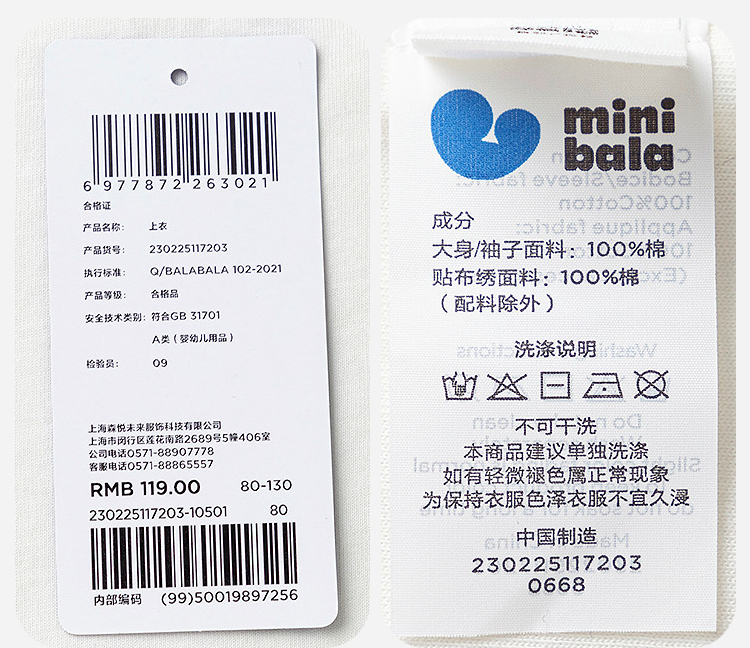 6 977872 263021
合格证
产品名称： 上衣
产品货号： 230225117203
执行标准： Q/BALABALA 102-2021
产品等级： 合格品
安全技术类别：符合GB 31701
A类（婴幼儿用品）
检验员： 09
上海森悦未来服饰科技有限公司
上海市闵行区莲花南路2689号5幢406室
公司电话0571-88907778
客服电话0571-88865557
RMB 119.00 80-130
230225117203-10501 80
内部编码 (99)50019897256
mini
bala
成分
大身/袖子面料：100%棉
贴布绣面料：100%棉
（配料除外）
洗涤说明
不可干洗
本商品建议单独洗涤
如有轻微褪色属正常现象
为保持衣服色泽衣服不宜久浸
中国制造
230225117203
0668